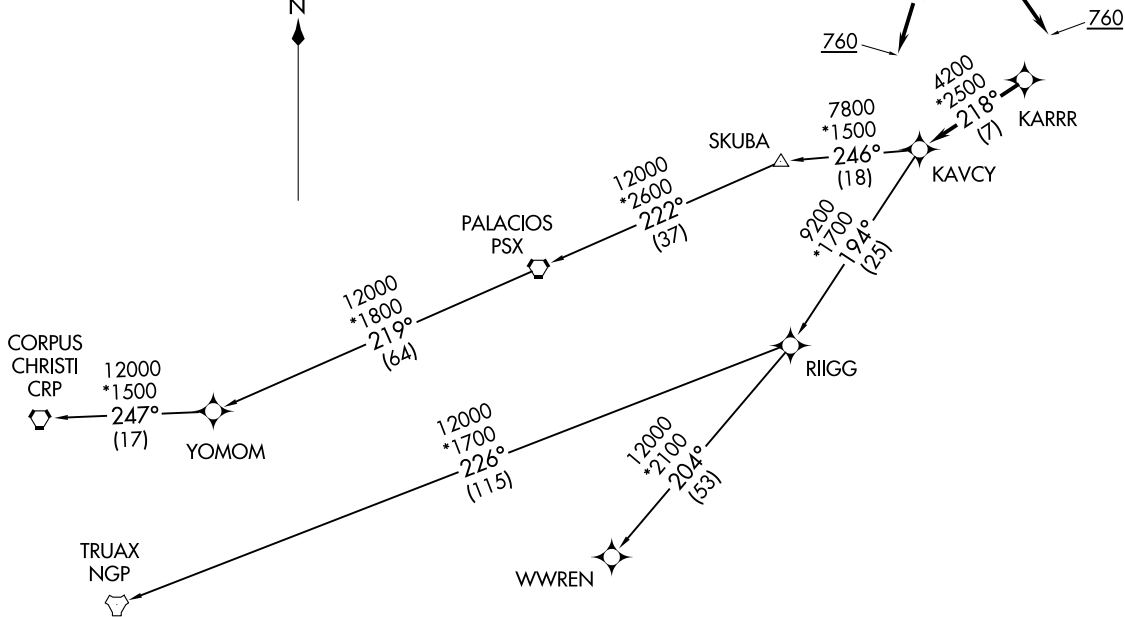 N
760
760
4200
*2500
218°
(7)
KARRR
7800
*1500
246°
(18)
SKUBA
KAVCY
12000
*2600
222°
(37)
9200
*1700
194°
(25)
PALACIOS
PSX
12000
*1800
219°
(64)
CORPUS
CHRISTI
CRP
12000
*1500
247°
(17)
YOMOM
RIIGG
12000
*1700
226°
(115)
12000
*2100
204°
(53)
TRUAX
NGP
WWREN